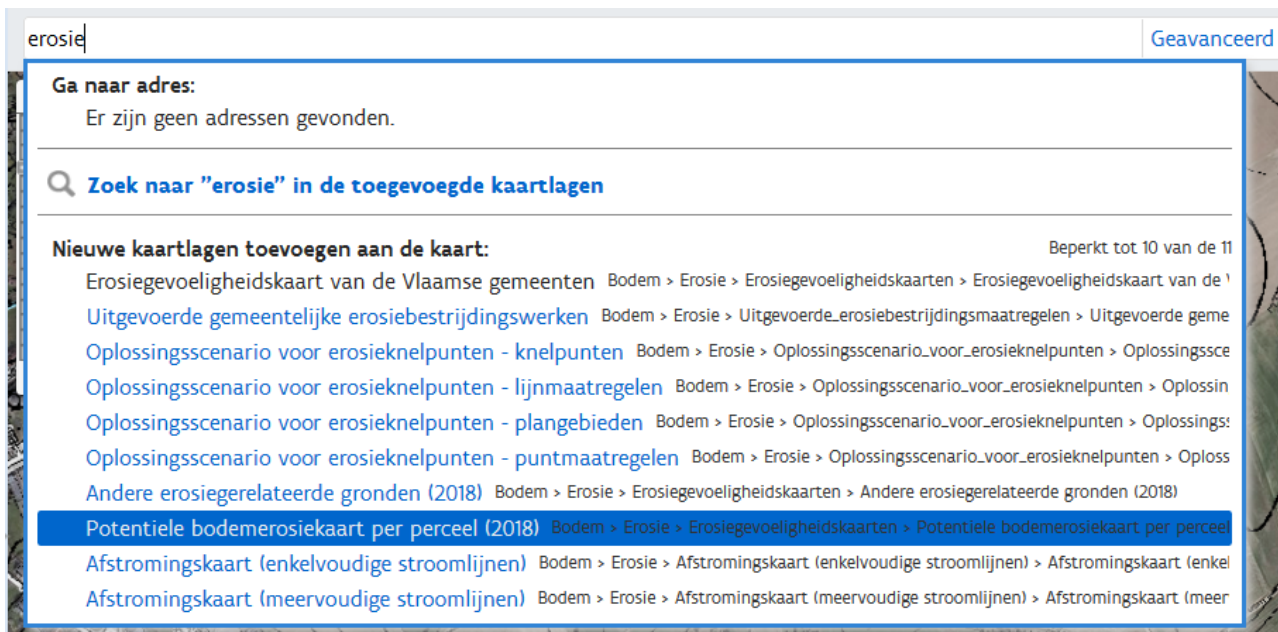 erosie
Geavanceerd
Ga naar adres:
Er zijn geen adressen gevonden.
Zoek naar "erosie" in de toegevoegde kaartlagen
Nieuwe kaartlagen toevoegen aan de kaart: Beperkt tot 10 van de 11
Erosiegevoeligheidskaart van de Vlaamse gemeenten Bodem > Erosie > Erosiegevoeligheidskaarten > Erosiegevoeligheidskaart van de
Uitgevoerde gemeentelijke erosiebestrijdingswerken Bodem > Erosie > Uitgevoerde_erosiebestrijdingsmaatregelen > Uitgevoerde geme
Oplossingsscenario voor erosieknelpunten - knelpunten Bodem > Erosie > Oplossingsscenario_voor_erosieknelpunten > Oplossingssce
Oplossingsscenario voor erosieknelpunten - lijnmaatregelen Bodem > Erosie > Oplossingsscenario_voor_erosieknelpunten > Oplossin
Oplossingsscenario voor erosieknelpunten - plangebieden Bodem > Erosie > Oplossingsscenario_voor_erosieknelpunten > Oplossings
Oplossingsscenario voor erosieknelpunten - puntmaatregelen Bodem > Erosie > Oplossingsscenario_voor_erosieknelpunten > Oploss
Andere erosiegerelateerde gronden (2018) Bodem > Erosie > Erosiegevoeligheidskaarten > Andere erosiegerelateerde gronden (2018)
Potentiele bodemerosiekaart per perceel (2018) Bodem > Erosie > Erosiegevoeligheidskaarten > Potentiele bodemerosiekaart per perceel
Afstromingskaart (enkelvoudige stroomlijnen) Bodem > Erosie > Afstromingskaart (enkelvoudige stroomlijnen) > Afstromingskaart (enkel
Afstromingskaart (meervoudige stroomlijnen) Bodem > Erosie > Afstromingskaart (meervoudige stroomlijnen) > Afstromingskaart (meer